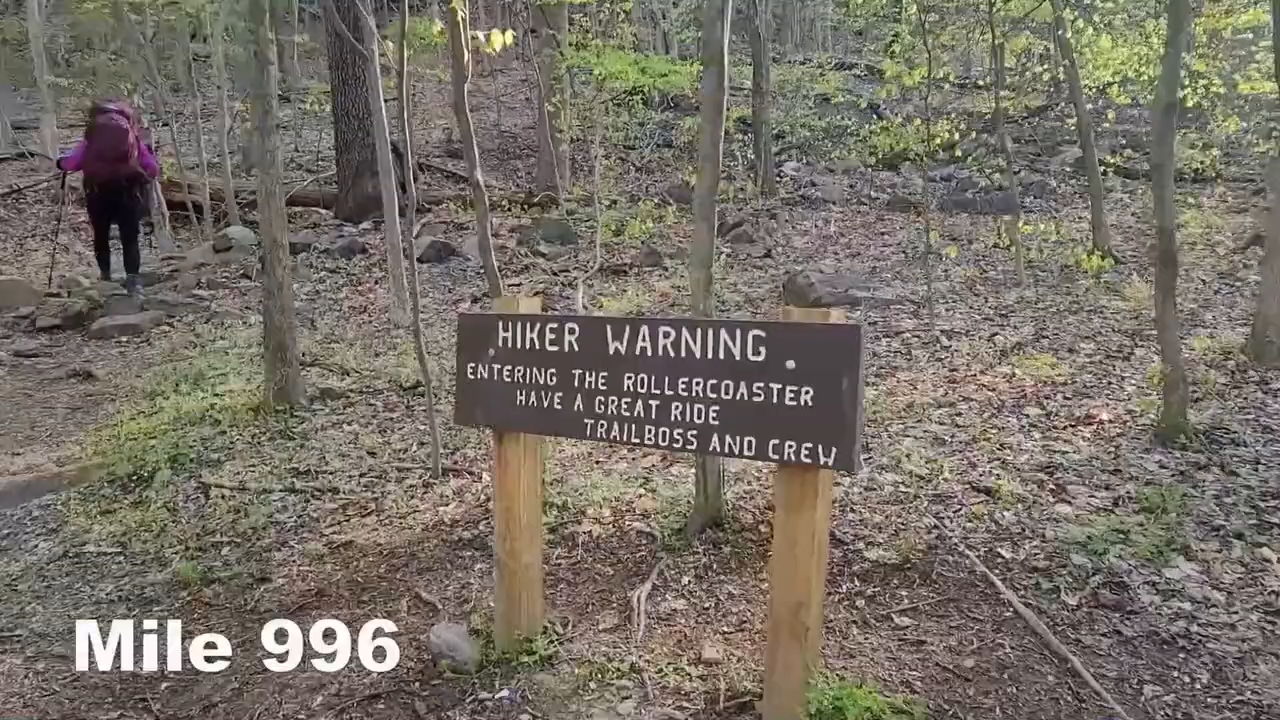 HIKER WARNING
ENTERING THE ROLLERCOASTER
HAVE A GREAT RIDE
TRAILBOSS AND CREW
Mile 996